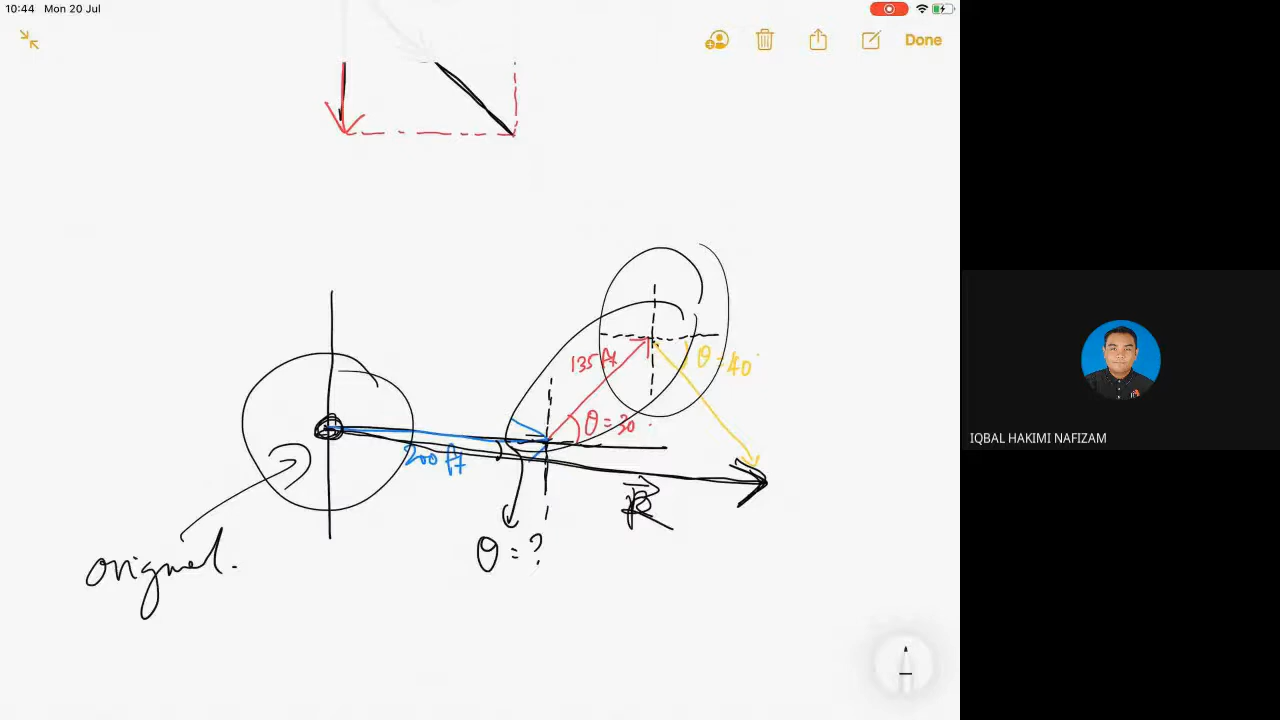 10:44 Mon 20 Jul
Done
135 ft
θ = 40°
θ = 30°
200 ft
R
θ = ?
original.
IQBAL HAKIMI NAFIZAM